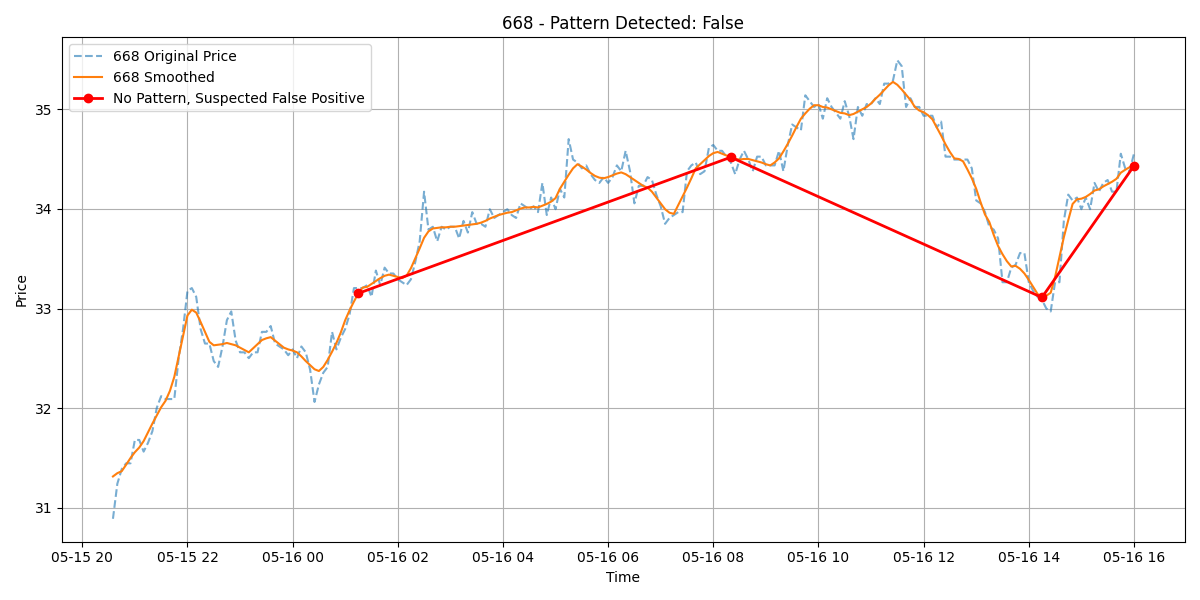 668 - Pattern Detected: False
668 Original Price
668 Smoothed
No Pattern, Suspected False Positive
Price
35
34
33
32
31
05-15 20 05-15 22 05-16 00 05-16 02 05-16 04 05-16 06 05-16 08 05-16 10 05-16 12 05-16 14 05-16 16
Time